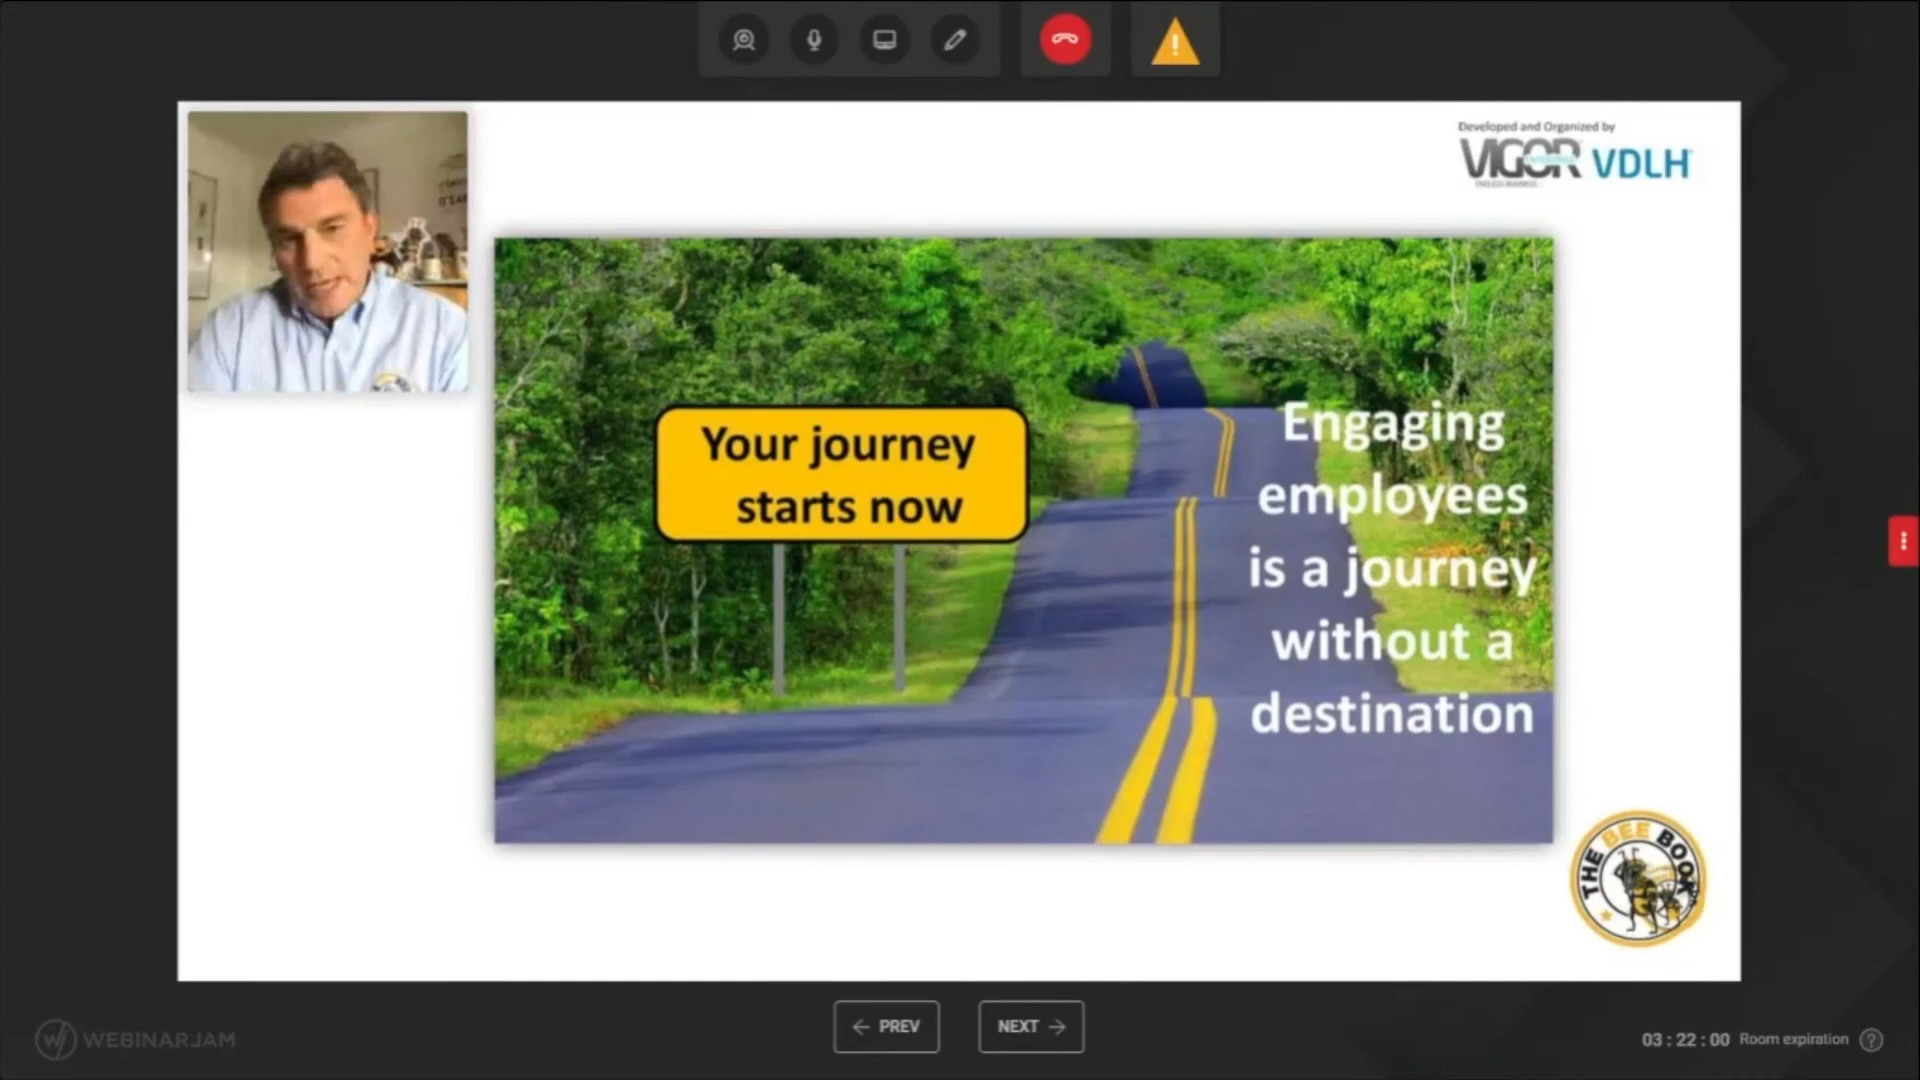 Developed and Organized by
VIGOR VDLH
Your journey
starts now
Engaging
employees
is a journey
without a
destination
THE BEE BOOK
WEBINARJAM
PREV
NEXT
03 : 22 : 00 Room expiration ?